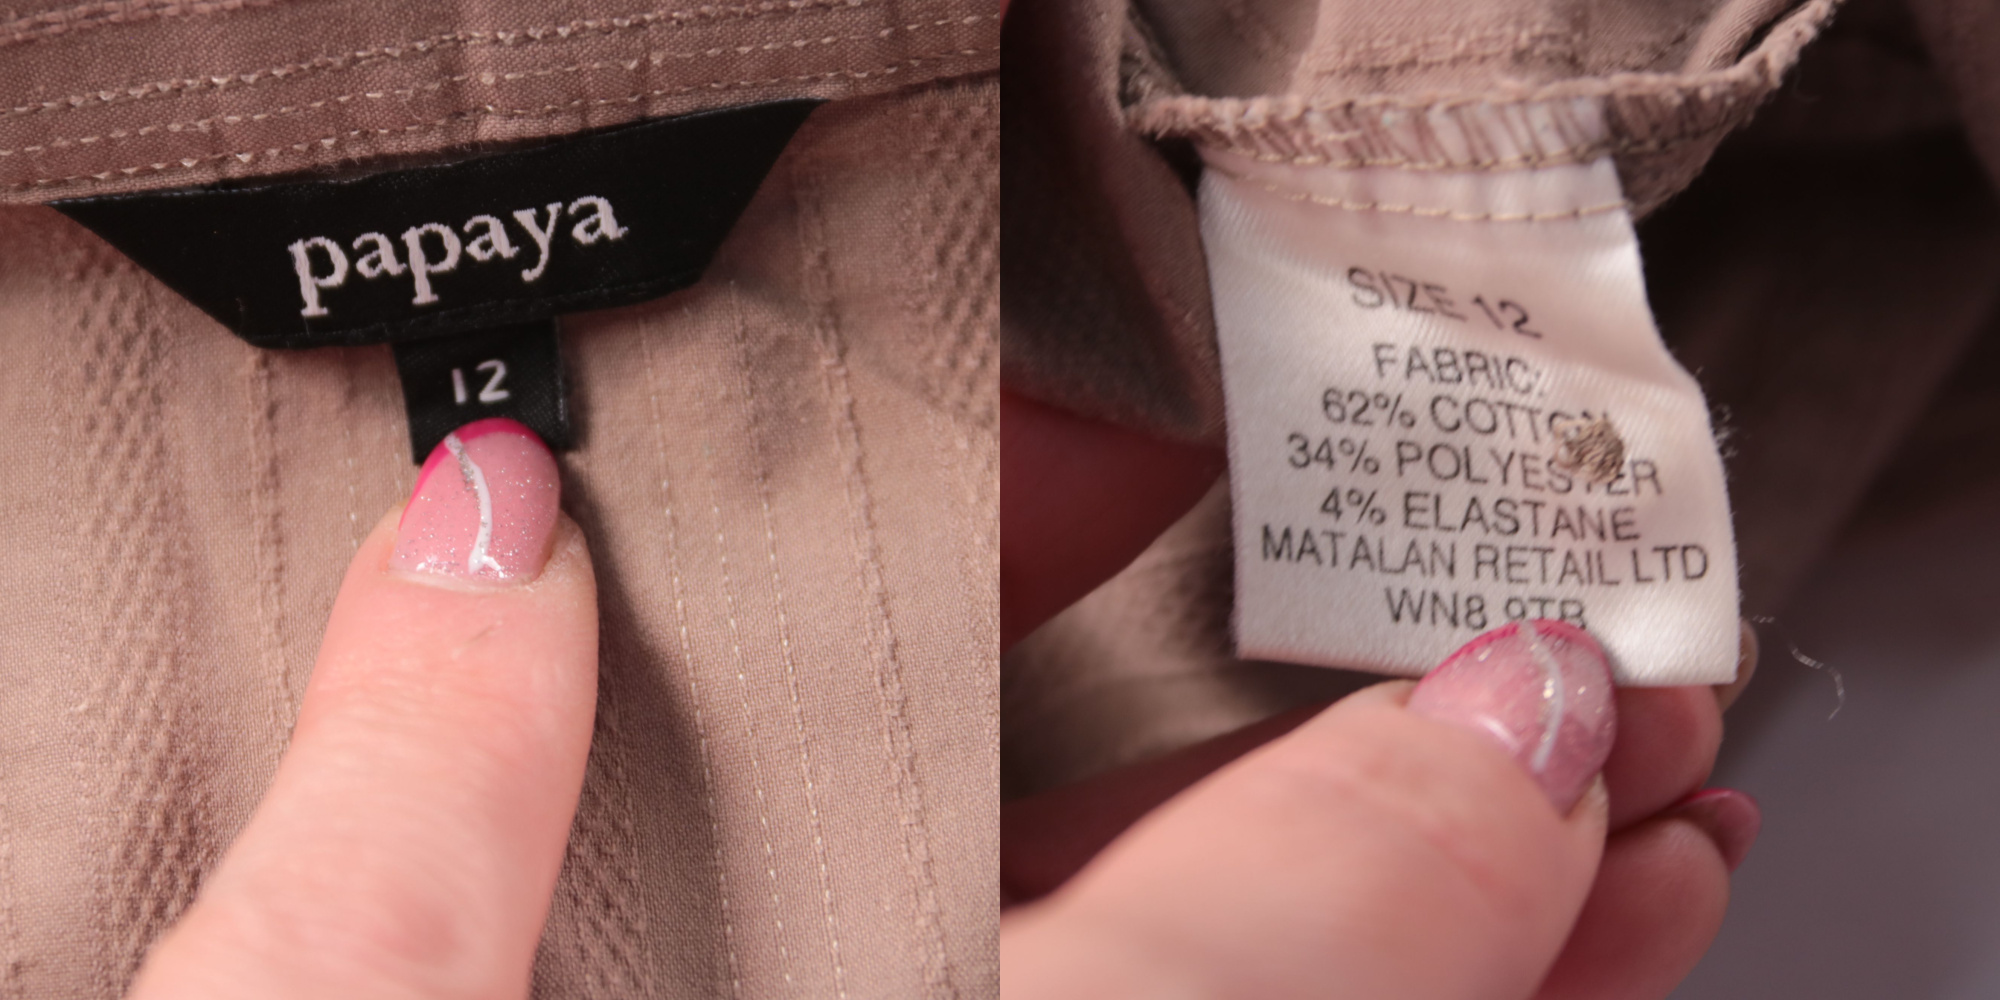 papaya
12
SIZE 12
FABRIC:
62% COTTON
34% POLYESTER
4% ELASTANE
MATALAN RETAIL LTD
WN8 9TB